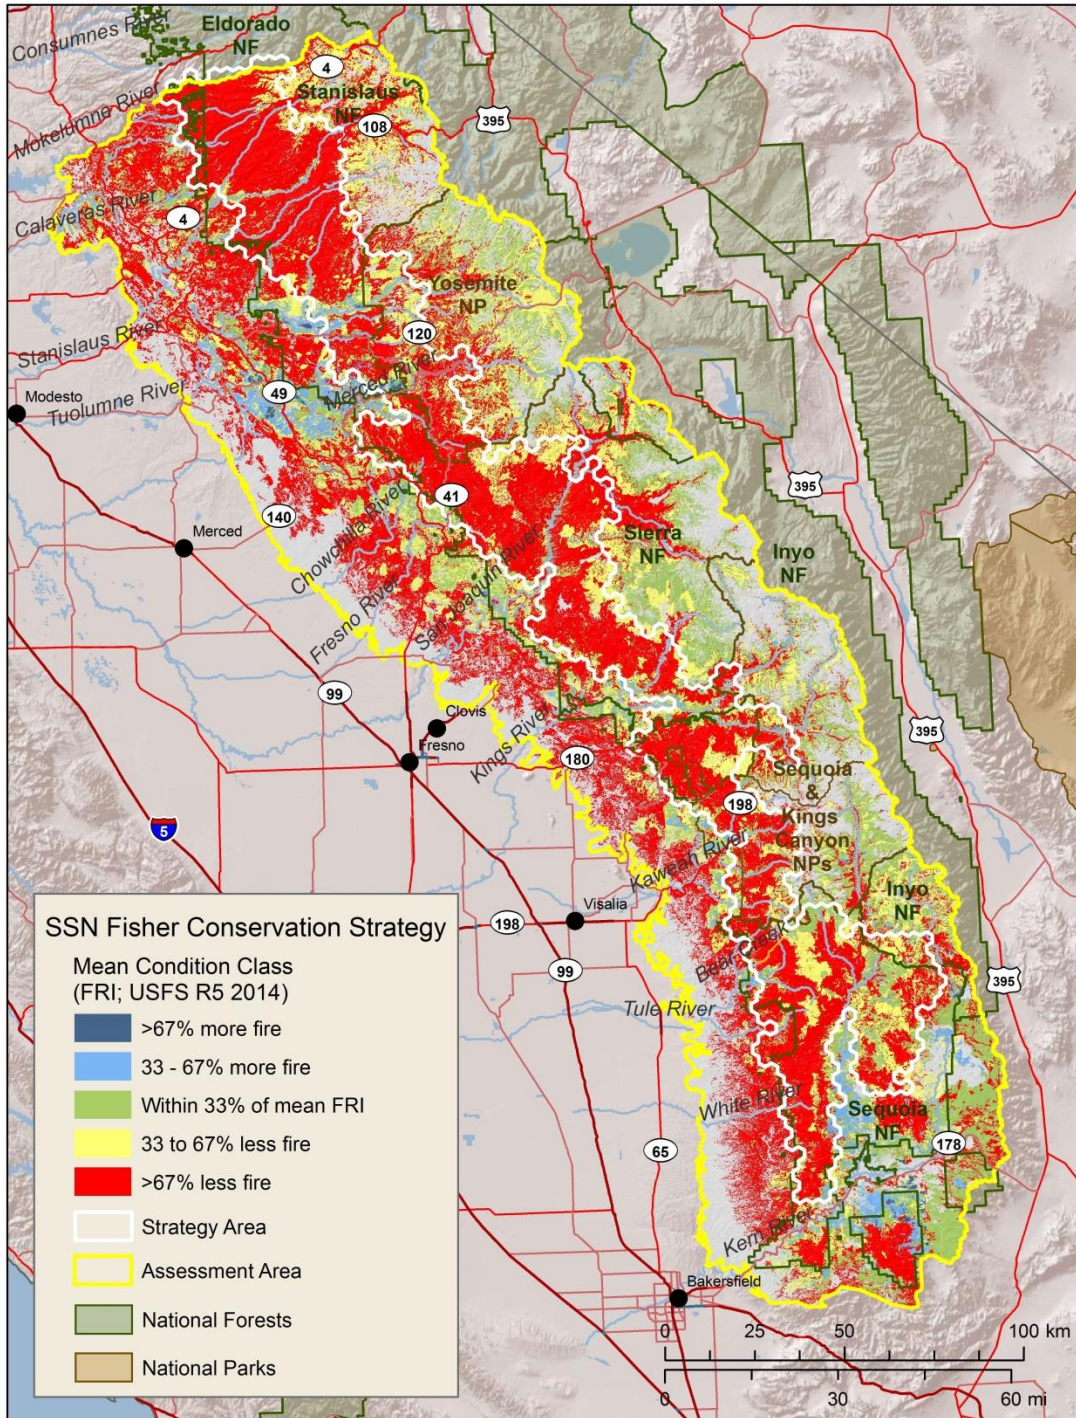 Consumnes River
Eldorado
NF
4
Stanislaus
NF
108
395
Mokelumne River
Calaveras River
4
Yosemite
NP
120
Stanislaus River
Merced River
49
Modesto
Tuolumne River
395
41
140
Merced
Chowchilla River
Sierra
NF
Inyo
NF
San Joaquin River
Fresno River
99
Clovis
Fresno
Kings River
180
395
Sequoia
&
Kings
Canyon
NPs
198
5
Kaweah River
Inyo
NF
Visalia
198
99
Bear Creek
395
Tule River
White River
Sequoia
NF
178
65
Kern River
Bakersfield
SSN Fisher Conservation Strategy
Mean Condition Class
(FRI; USFS R5 2014)
>67% more fire
33 - 67% more fire
Within 33% of mean FRI
33 to 67% less fire
>67% less fire
Strategy Area
Assessment Area
National Forests
National Parks
0 25 50 100 km
0 30 60 mi